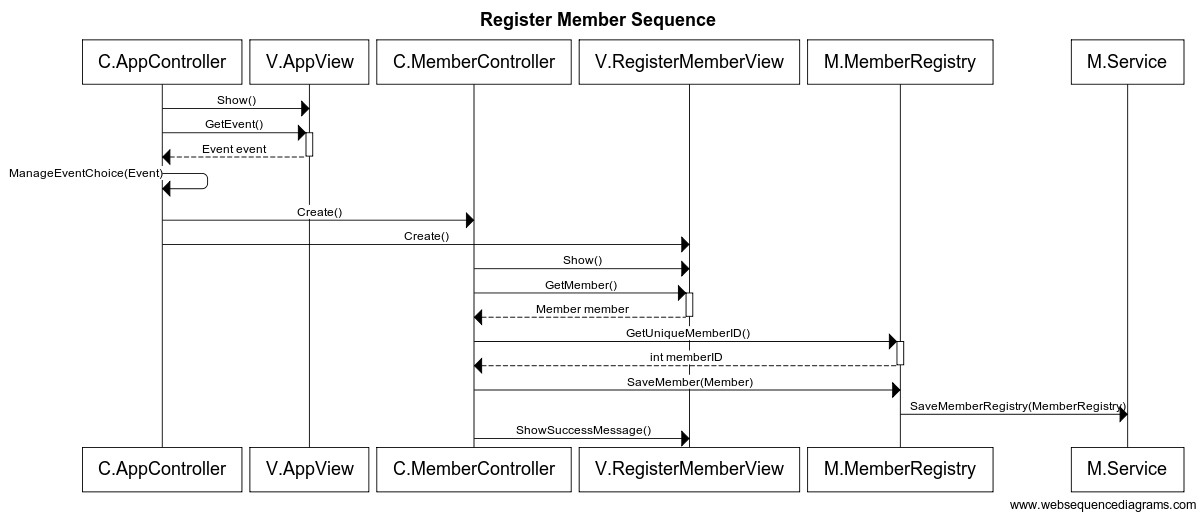 Register Member Sequence
C.AppController V.AppView C.MemberController V.RegisterMemberView M.MemberRegistry M.Service
Show()
GetEvent()
Event event
ManageEventChoice(Event)
Create()
Create()
Show()
GetMember()
Member member
GetUniqueMemberID()
int memberID
SaveMember(Member)
SaveMemberRegistry(MemberRegistry)
ShowSuccessMessage()
C.AppController V.AppView C.MemberController V.RegisterMemberView M.MemberRegistry M.Service
www.websequencediagrams.com